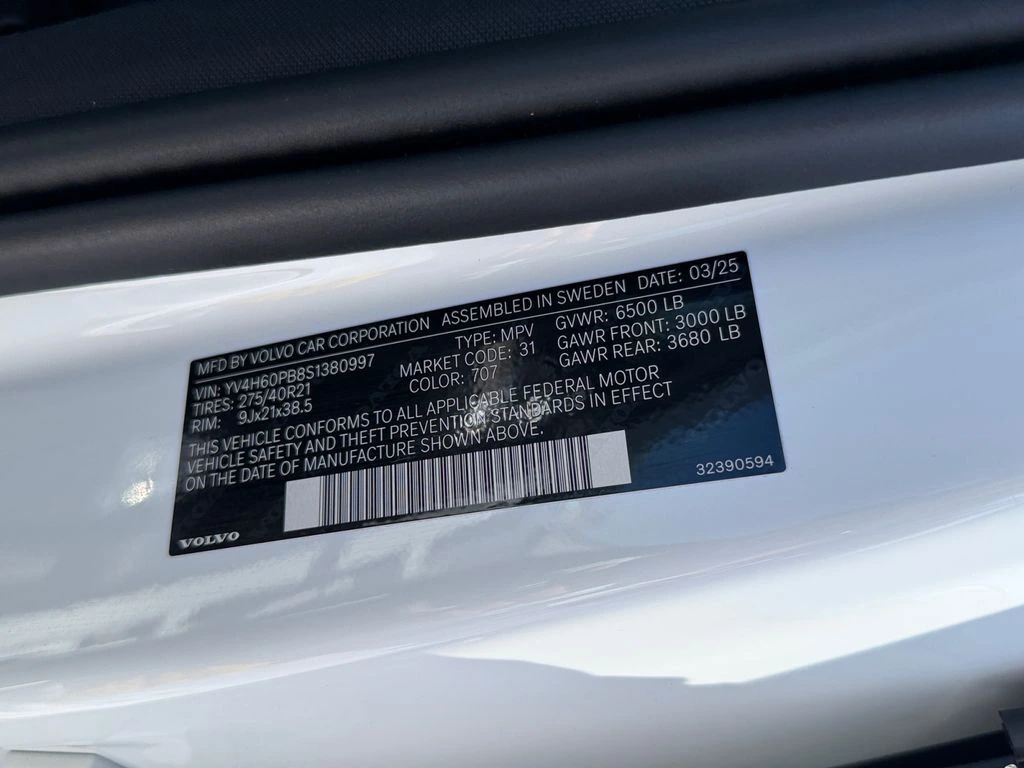 MFD BY VOLVO CAR CORPORATION ASSEMBLED IN SWEDEN DATE: 03/25
VIN: YV4H60PB8S1380997 TYPE: MPV GVWR: 6500 LB
TIRES: 275/40R21 MARKET CODE: 31 GAWR FRONT: 3000 LB
RIM: 9Jx21x38.5 COLOR: 707 GAWR REAR: 3680 LB
THIS VEHICLE CONFORMS TO ALL APPLICABLE FEDERAL MOTOR
VEHICLE SAFETY AND THEFT PREVENTION STANDARDS IN EFFECT
ON THE DATE OF MANUFACTURE SHOWN ABOVE.
32390594
VOLVO